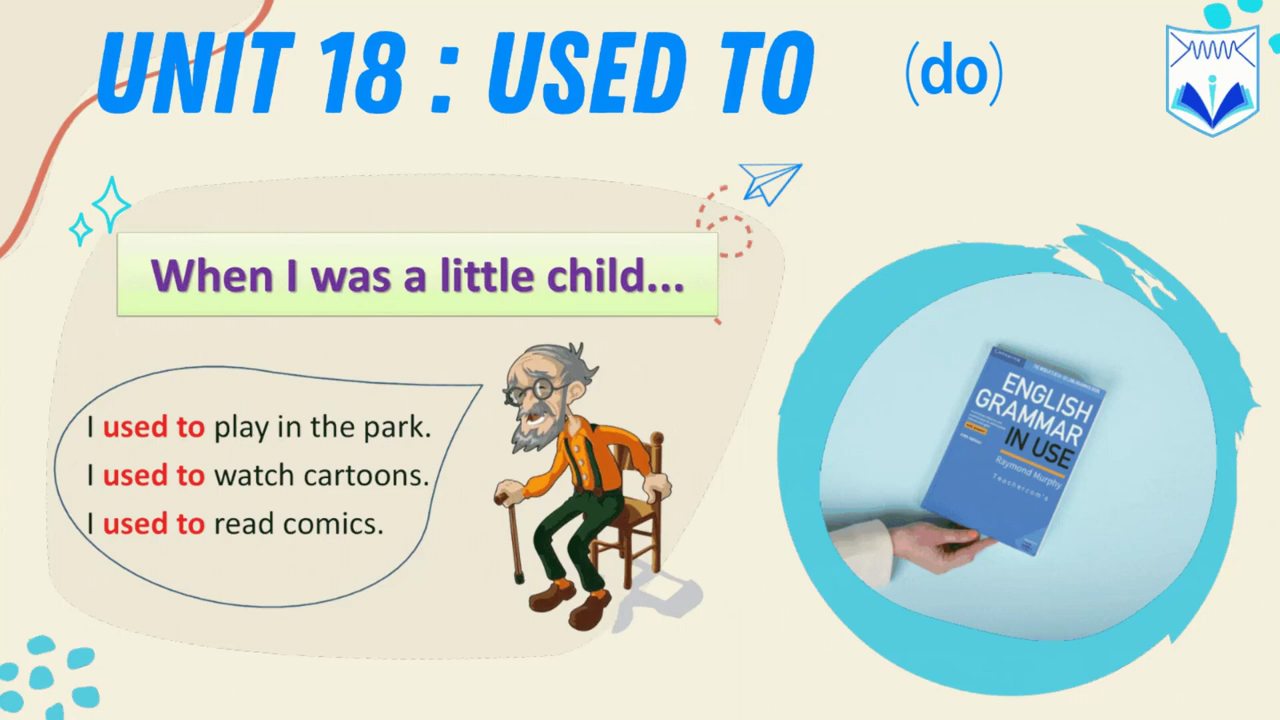 UNIT 18 : USED TO (do)
When I was a little child...
I used to play in the park.
I used to watch cartoons.
I used to read comics.
ENGLISH
GRAMMAR
IN USE
Raymond Murphy
Teachercom's